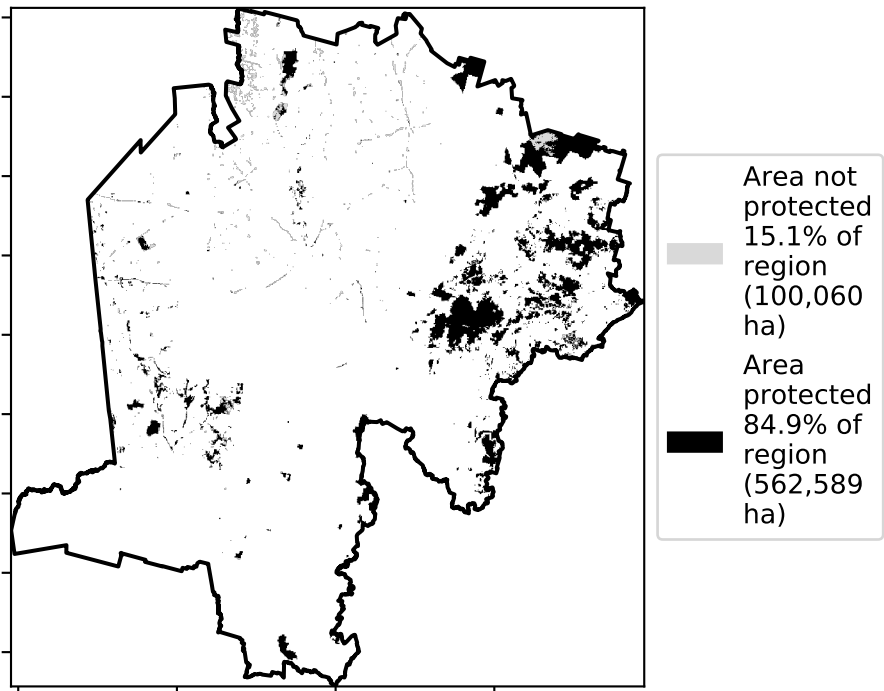 Area not
protected
15.1% of
region
(100,060
ha)
Area
protected
84.9% of
region
(562,589
ha)